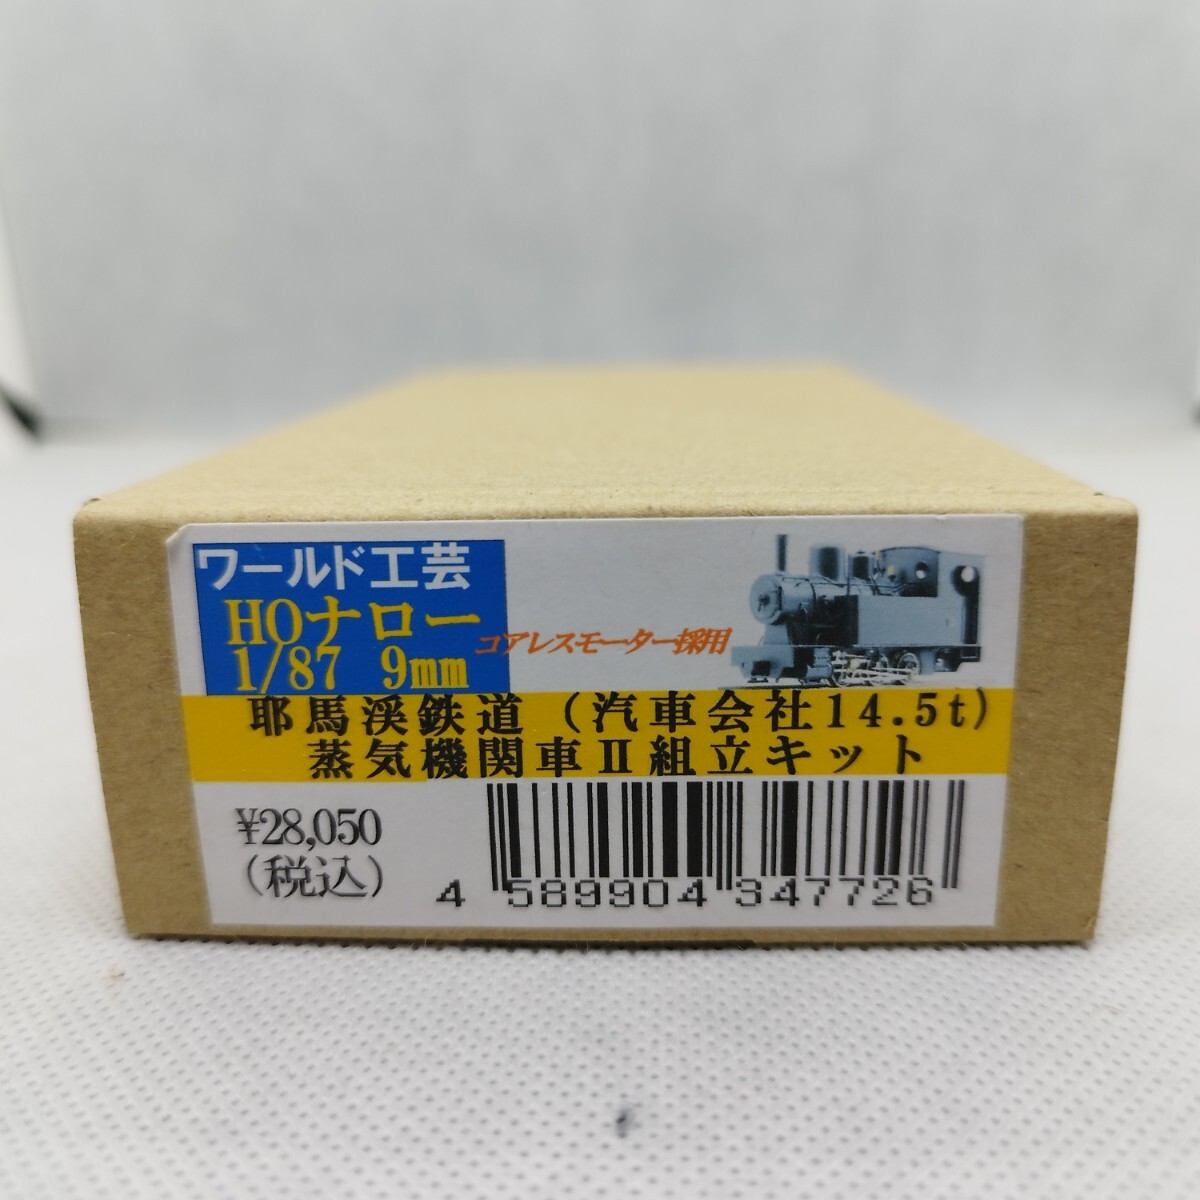 ワールド工芸
HOナロー
1/87 9mm
コアレスモーター採用
耶馬渓鉄道(汽車会社14.5t)
蒸気機関車Ⅱ組立キット
¥28,050
(税込)
4 589904 347726